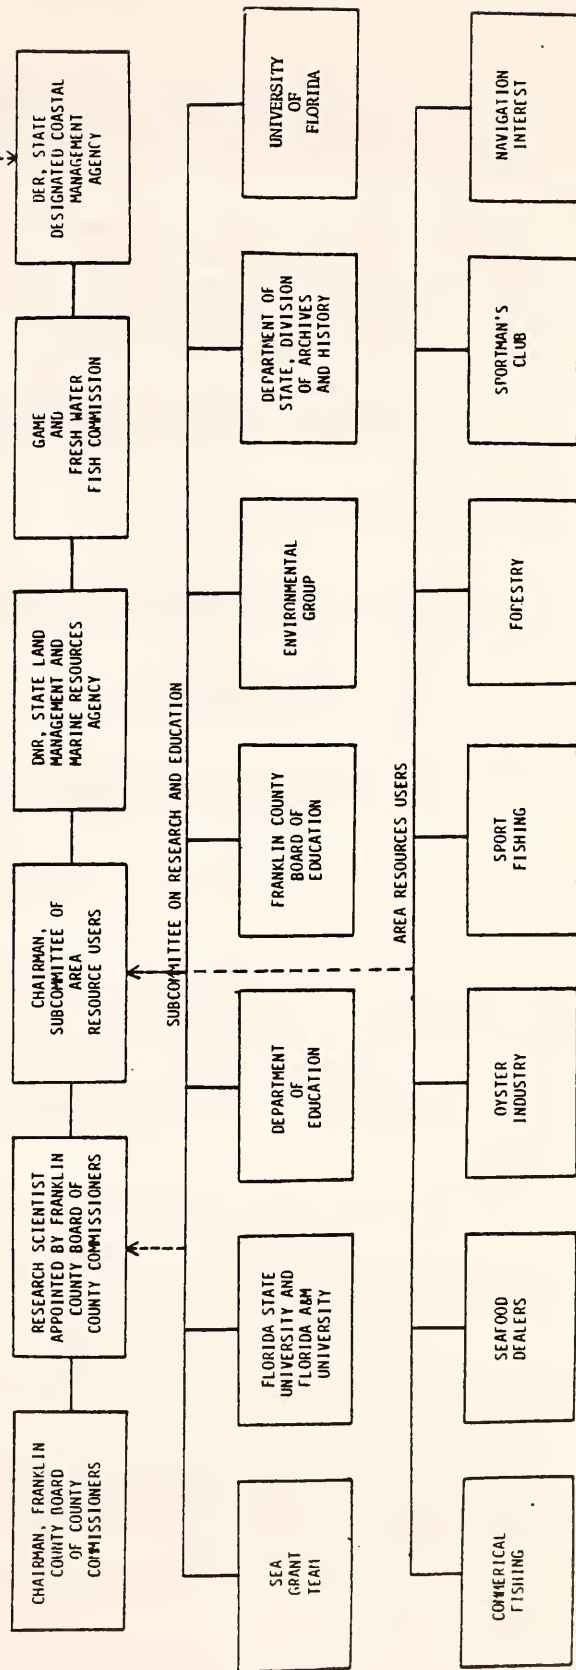 CHAIRMAN, FRANKLIN
COUNTY BOARD
OF COUNTY
COMMISSIONERS
RESEARCH SCIENTIST
APPOINTED BY FRANKLIN
COUNTY BOARD OF
COUNTY COMMISSIONERS
CHAIRMAN,
SUBCOMMITTEE OF
AREA
RESOURCE USERS
DNR, STATE LAND
MANAGEMENT AND
MARINE RESOURCES
AGENCY
GAME
AND
FRESH WATER
FISH COMMISSION
DER, STATE
DESIGNATED COASTAL
MANAGEMENT
AGENCY
SUBCOMMITTEE ON RESEARCH AND EDUCATION
SEA
GRANT
TEAM
FLORIDA STATE
UNIVERSITY AND
FLORIDA A&M
UNIVERSITY
DEPARTMENT
OF
EDUCATION
FRANKLIN COUNTY
BOARD OF
EDUCATION
ENVIRONMENTAL
GROUP
DEPARTMENT OF
STATE, DIVISION
OF ARCHIVES
AND HISTORY
UNIVERSITY
OF
FLORIDA
AREA RESOURCES USERS
COMMERICAL
FISHING
SEAFOOD
DEALERS
OYSTER
INDUSTRY
SPORT
FISHING
FORESTRY
SPORTMAN'S
CLUB
NAVIGATION
INTEREST